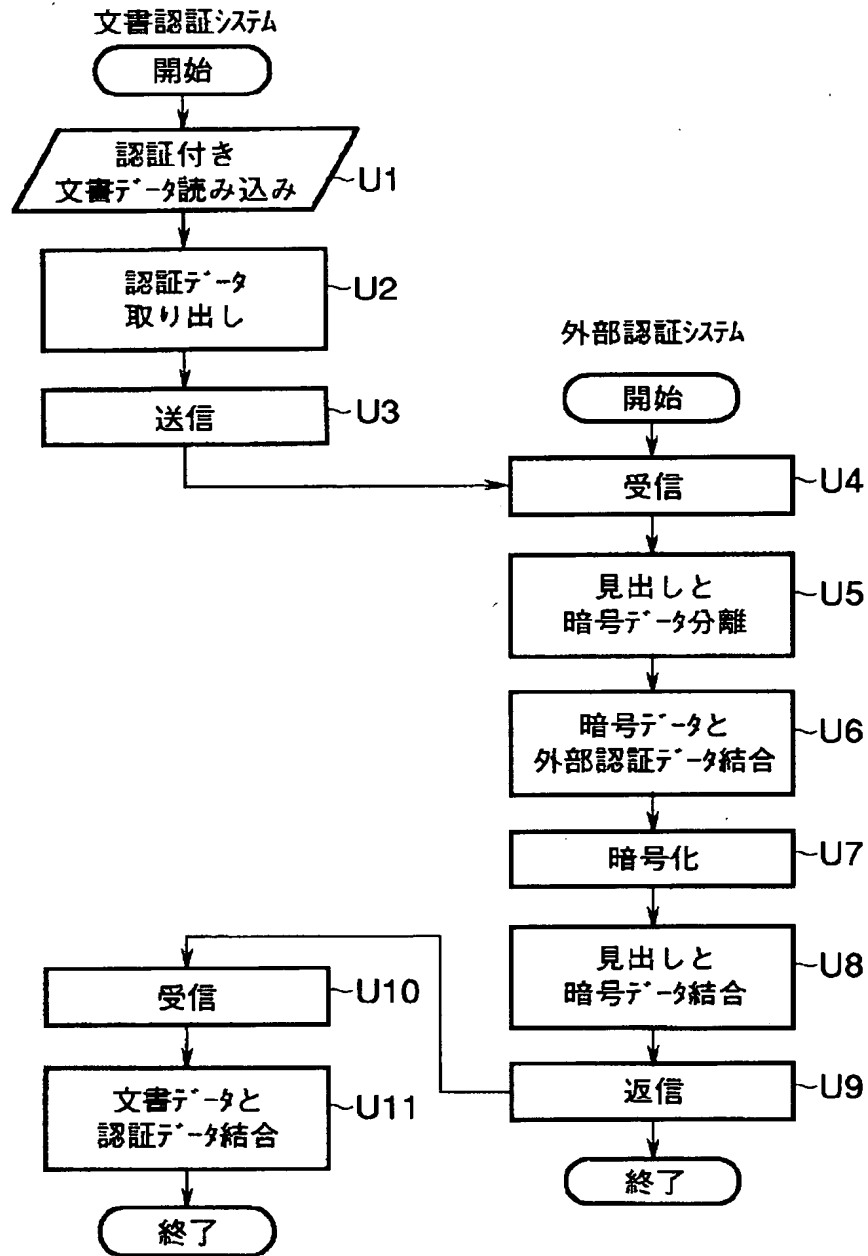 文書認証システム
開始
認証付き
文書データ読み込み
U1
認証データ
取り出し
U2
送信
U3
外部認証システム
開始
受信
U4
見出しと
暗号データ分離
U5
暗号データと
外部認証データ結合
U6
暗号化
U7
見出しと
暗号データ結合
U8
返信
U9
終了
受信
U10
文書データと
認証データ結合
U11
終了